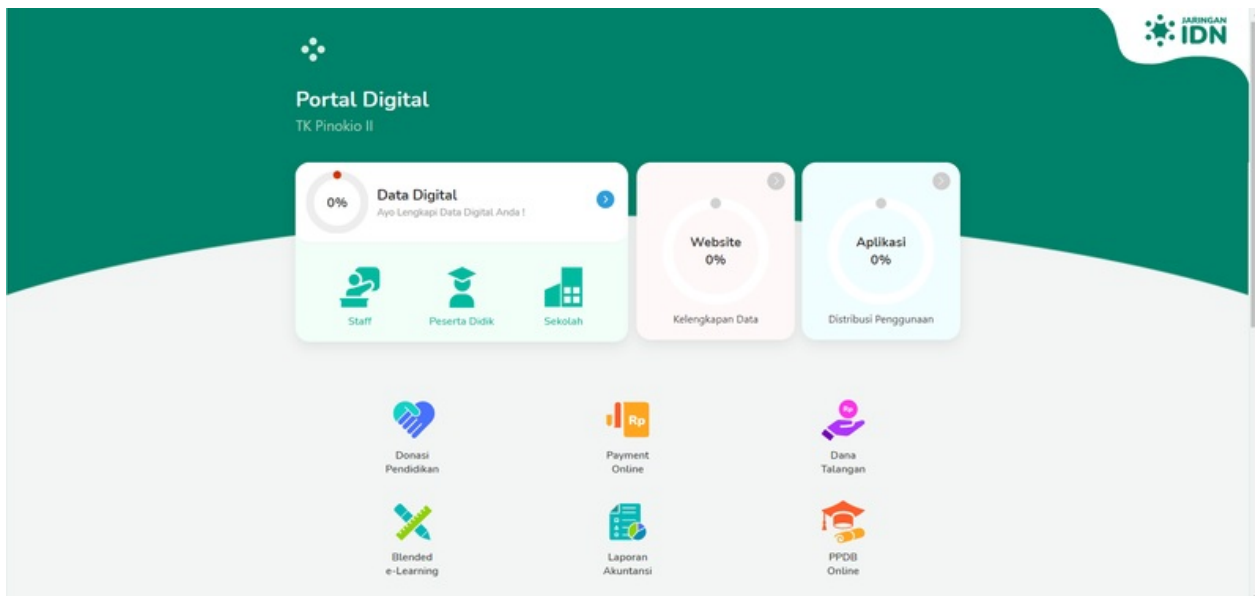 JARINGAN
IDN
Portal Digital
TK Pinokio II
0%
Data Digital
Ayo Lengkapi Data Digital Anda !
Staff
Peserta Didik
Sekolah
Website
0%
Kelengkapan Data
Aplikasi
0%
Distribusi Penggunaan
Donasi
Pendidikan
Rp
Payment
Online
Rp
Dana
Talangan
Blended
e-Learning
Laporan
Akuntansi
PPDB
Online